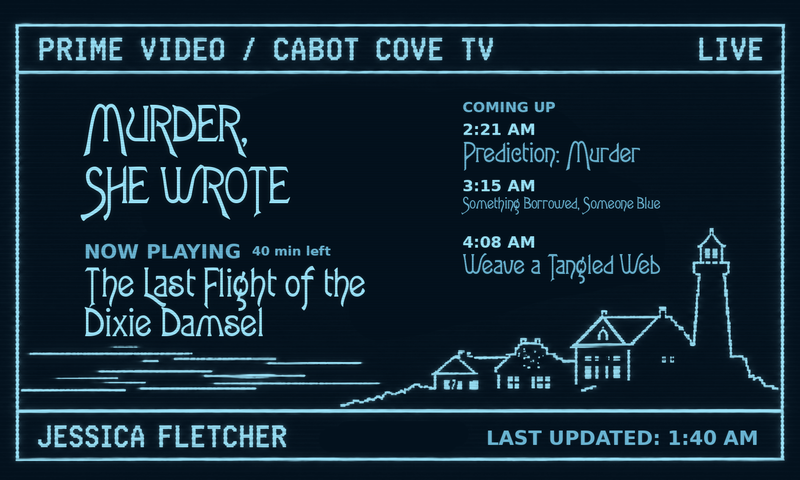 PRIME VIDEO / CABOT COVE TV
LIVE
MURDER,
SHE WROTE
NOW PLAYING 40 min left
The Last Flight of the
Dixie Damsel
COMING UP
2:21 AM
Prediction: Murder
3:15 AM
Something Borrowed, Someone Blue
4:08 AM
Weave a Tangled Web
JESSICA FLETCHER
LAST UPDATED: 1:40 AM